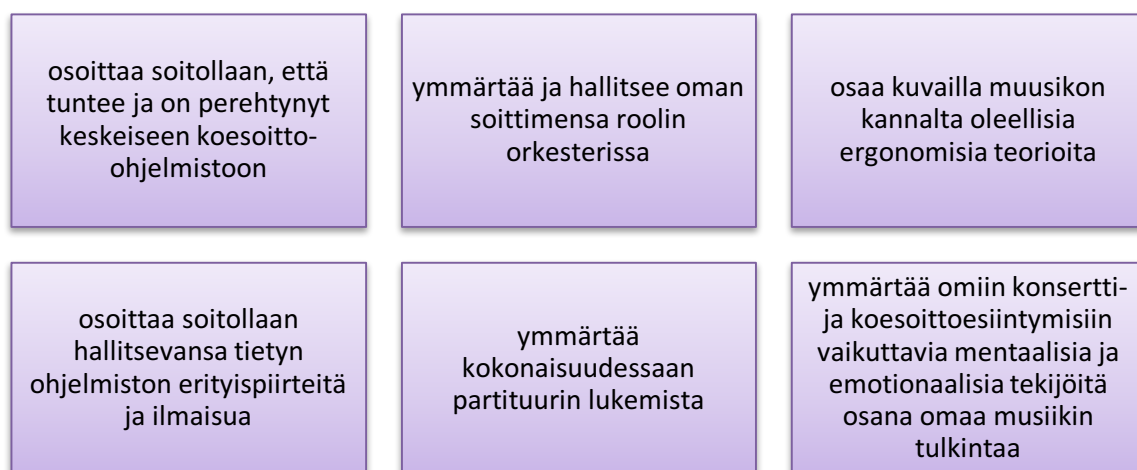 osoittaa soitollaan, että
tuntee ja on perehtynyt
keskeiseen koesoitto-
ohjelmistoon
ymmärtää ja hallitsee oman
soittimensa roolin
orkesterissa
osaa kuvailla muusikon
kannalta oleellisia
ergonomisia teorioita
osoittaa soitollaan
hallitsevansa tietyn
ohjelmiston erityispiirteitä
ja ilmaisua
ymmärtää
kokonaisuudessaan
partituurin lukemista
ymmärtää omiin konsertti-
ja koesoittoesiintymisiin
vaikuttavia mentaalisia ja
emotionaalisia tekijöitä
osana omaa musiikin
tulkintaa